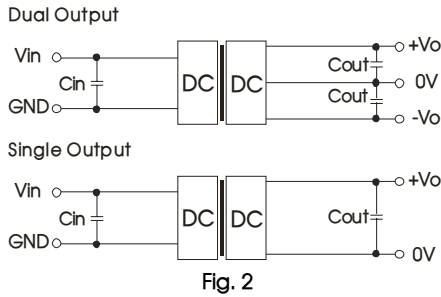 Dual Output
Vin
+Vo
Cin
DC
DC
Cout
0V
Cout
GND
-Vo
Single Output
Vin
+Vo
Cin
DC
DC
Cout
GND
0V
Fig. 2